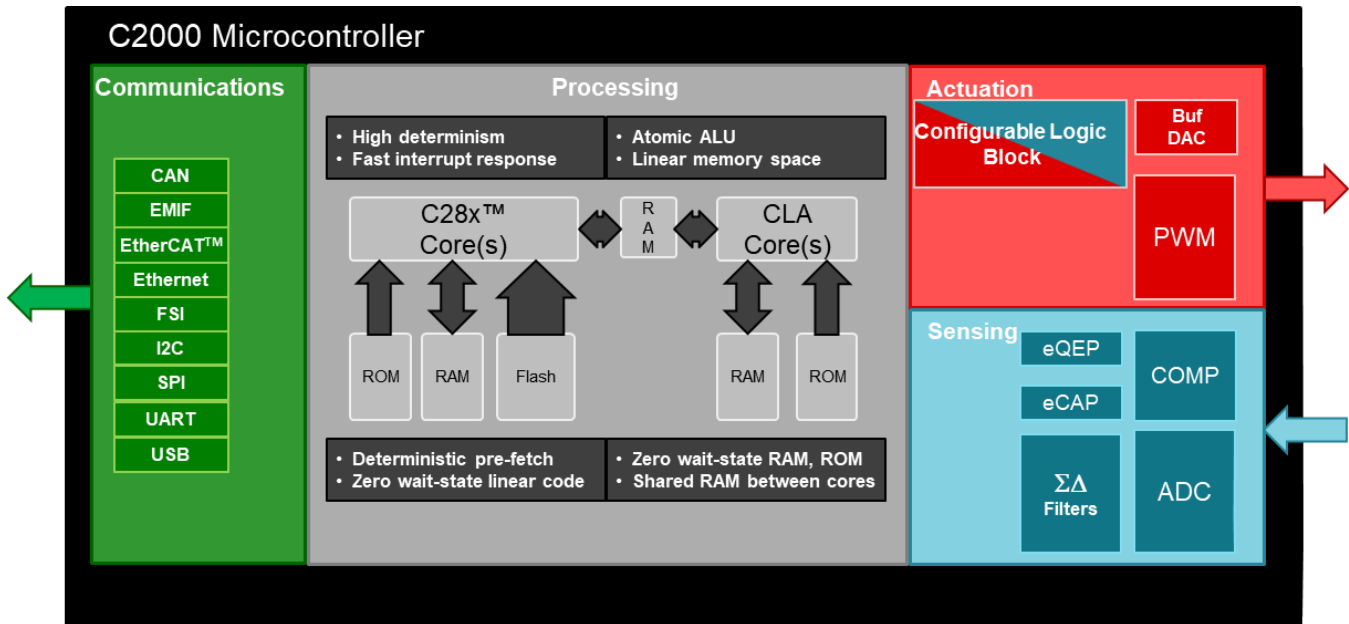 C2000 Microcontroller
Communications
CAN
EMIF
EtherCAT™
Ethernet
FSI
I2C
SPI
UART
USB
Processing
• High determinism
• Fast interrupt response
• Atomic ALU
• Linear memory space
C28x™
Core(s)
R
A
M
CLA
Core(s)
ROM
RAM
Flash
RAM
ROM
• Deterministic pre-fetch
• Zero wait-state linear code
• Zero wait-state RAM, ROM
• Shared RAM between cores
Actuation
Configurable Logic
Block
Buf
DAC
PWM
Sensing
eQEP
eCAP
COMP
ΣΔ
Filters
ADC